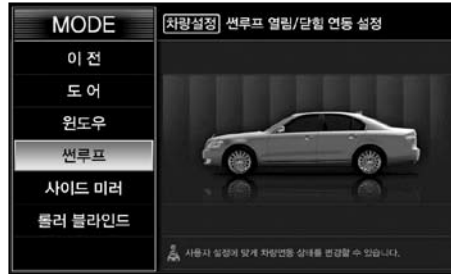 MODE
차량설정 썬루프 열림/닫힘 연동 설정
이 전
도 어
윈도우
썬루프
사이드 미러
롤러 블라인드
사용자 설정에 맞게 차량연동 상태를 변경할 수 있습니다.